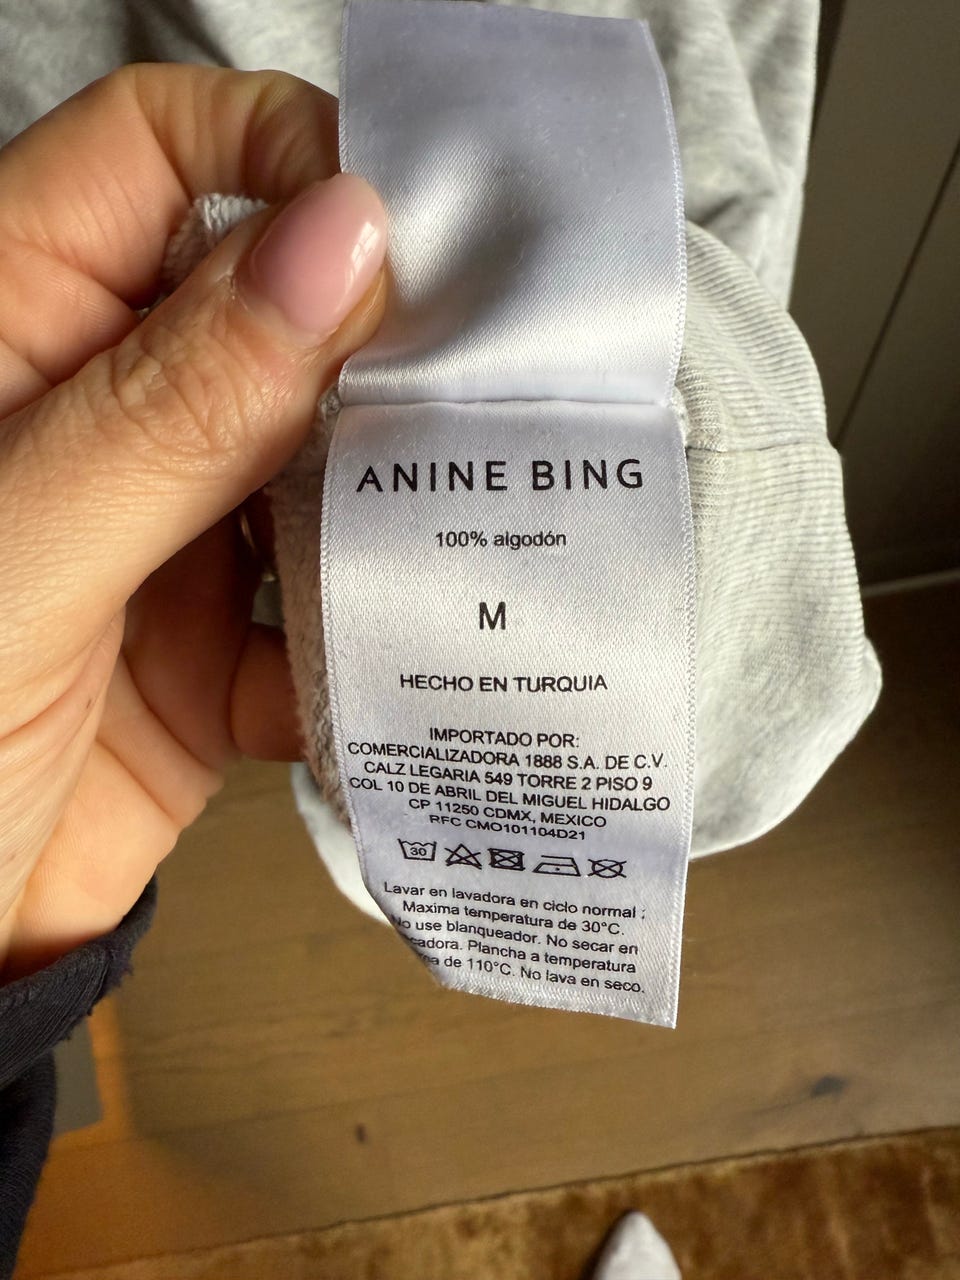 ANINE BING
100% algodón
M
HECHO EN TURQUIA
IMPORTADO POR:
COMERCIALIZADORA 1888 S.A. DE C.V.
CALZ LEGARIA 549 TORRE 2 PISO 9
COL 10 DE ABRIL DEL MIGUEL HIDALGO
CP 11250 CDMX, MEXICO
RFC CMO101104D21
30
Lavar en lavadora en ciclo normal ;
Maxima temperatura de 30°C.
No use blanqueador. No secar en
Plancha a temperatura
de 110°C. No lava en seco.